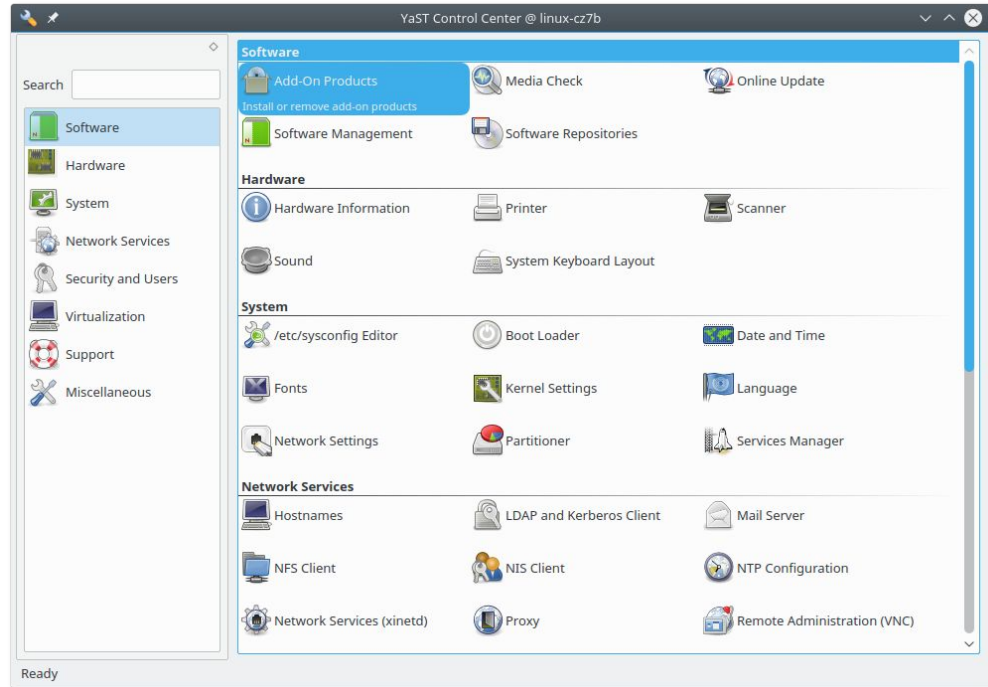 YaST Control Center @ linux-cz7b
Search
Software
Hardware
System
Network Services
Security and Users
Virtualization
Support
Miscellaneous
Software
Add-On Products
Install or remove add-on products
Media Check
Online Update
Software Management
Software Repositories
Hardware
Hardware Information
Printer
Scanner
Sound
System Keyboard Layout
System
/etc/sysconfig Editor
Boot Loader
Date and Time
Fonts
Kernel Settings
Language
Network Settings
Partitioner
Services Manager
Network Services
Hostnames
LDAP and Kerberos Client
Mail Server
NFS Client
NIS Client
NTP Configuration
Network Services (xinetd)
Proxy
Remote Administration (VNC)
Ready